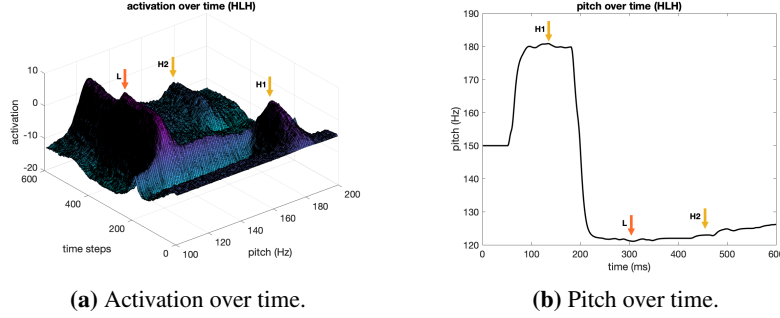 activation over time (HLH)
10
0
-10
-20
activation
600
400
200
0
time steps
100
120
140
160
180
200
pitch (Hz)
L
H2
H1
(a) Activation over time.
pitch over time (HLH)
190
180
170
160
150
140
130
120
pitch (Hz)
0
100
200
300
400
500
600
time (ms)
H1
L
H2
(b) Pitch over time.